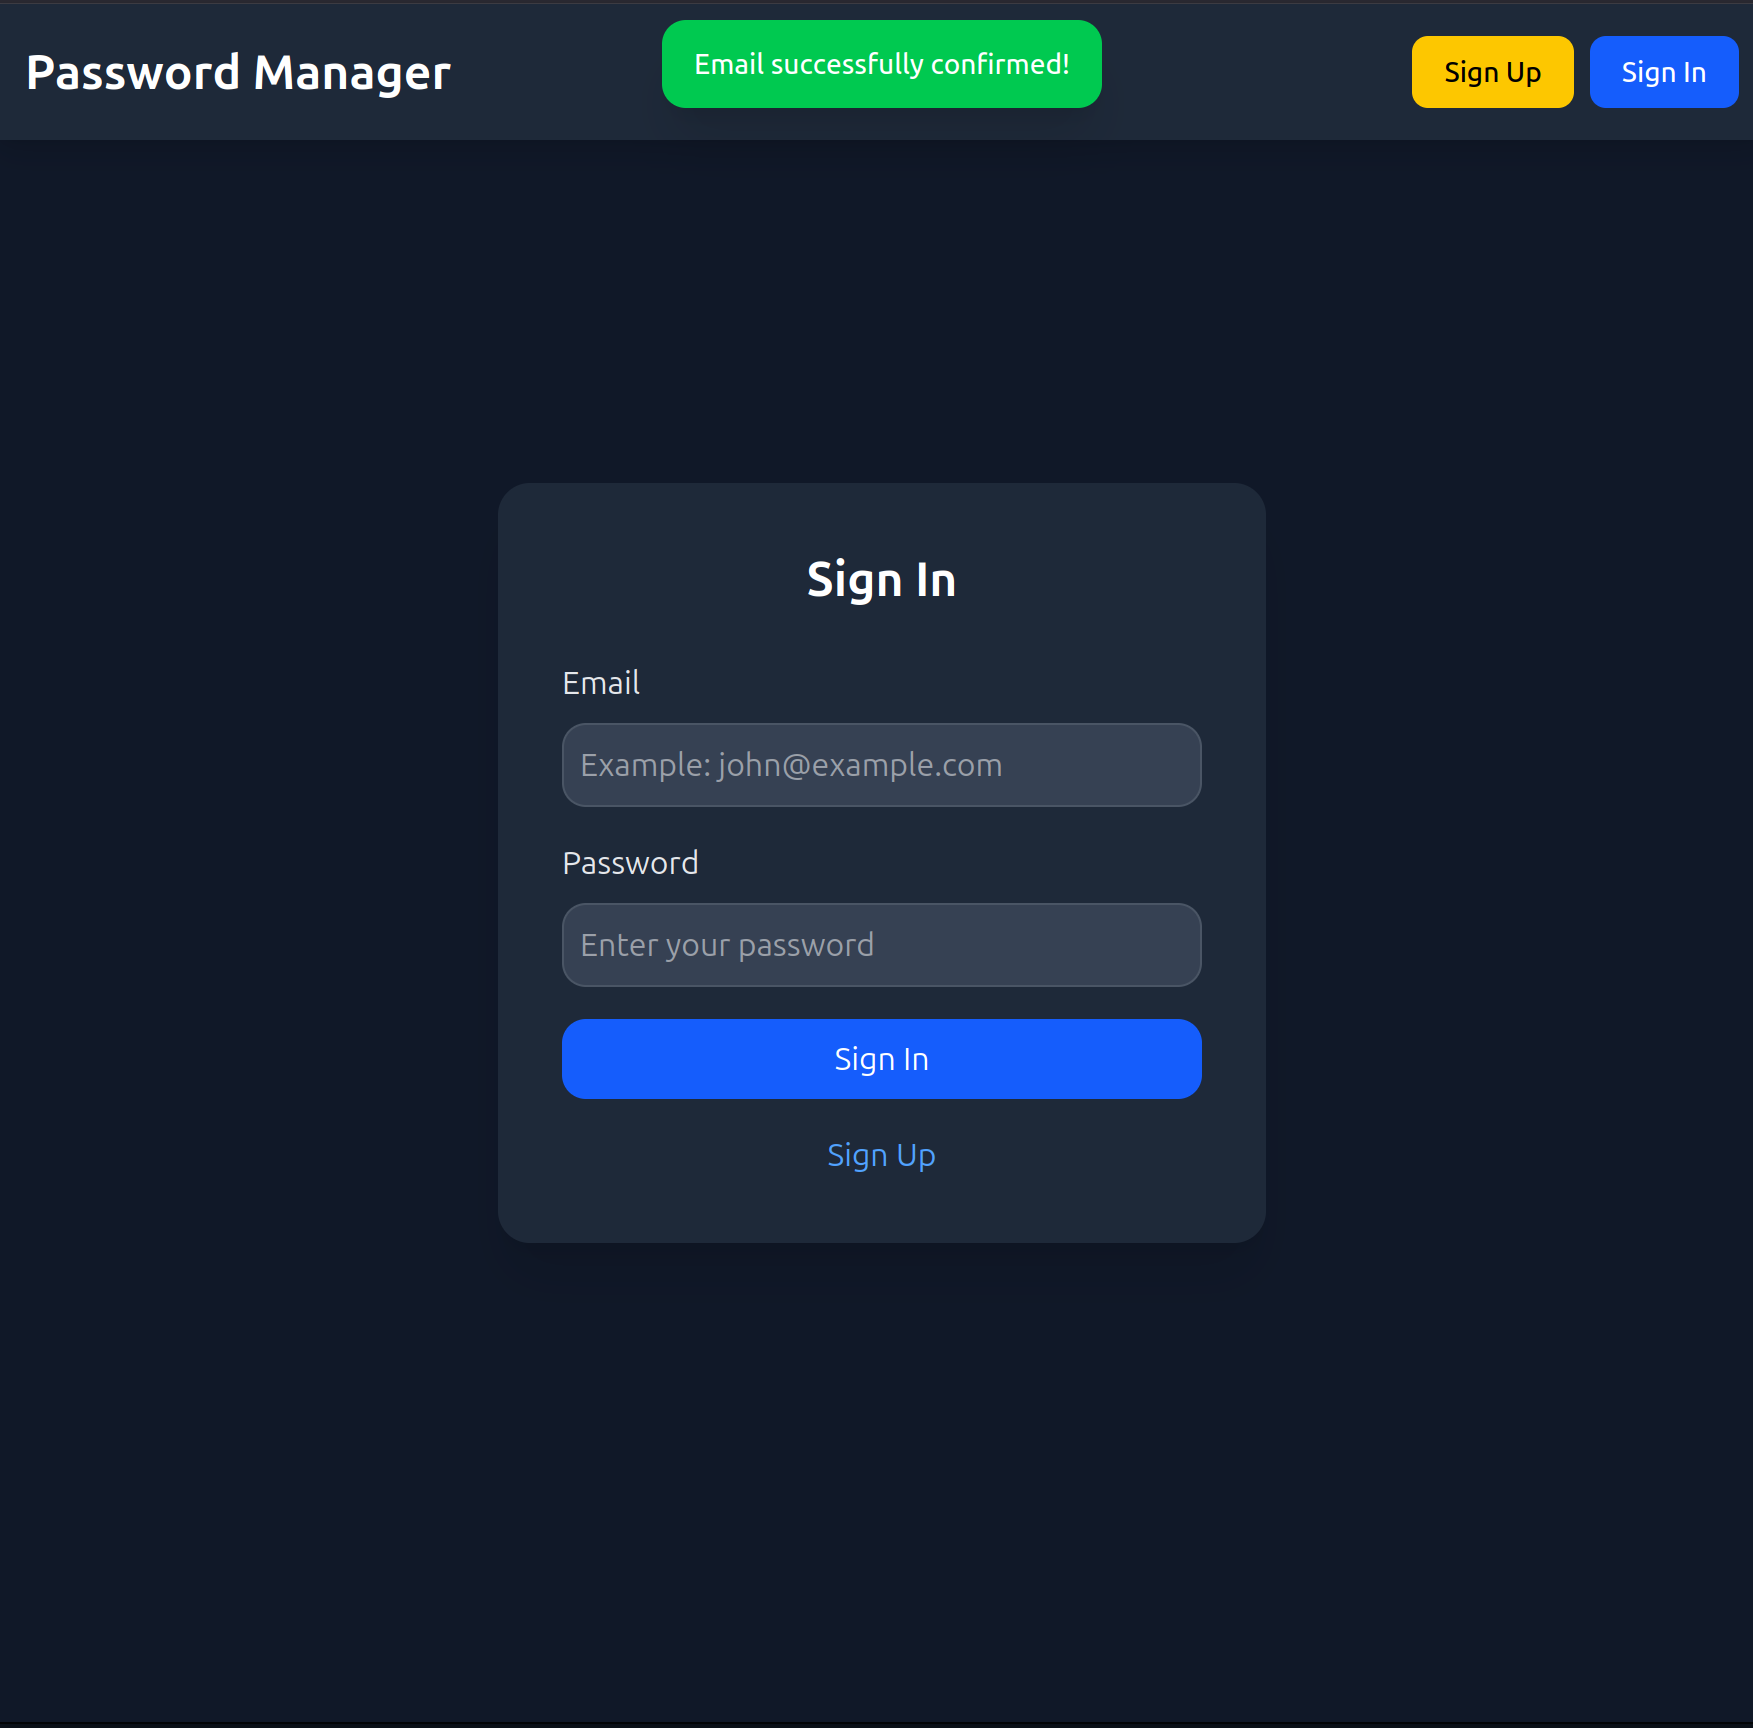 Password Manager
Email successfully confirmed!
Sign Up
Sign In
Sign In
Email
Example: john@example.com
Password
Enter your password
Sign In
Sign Up